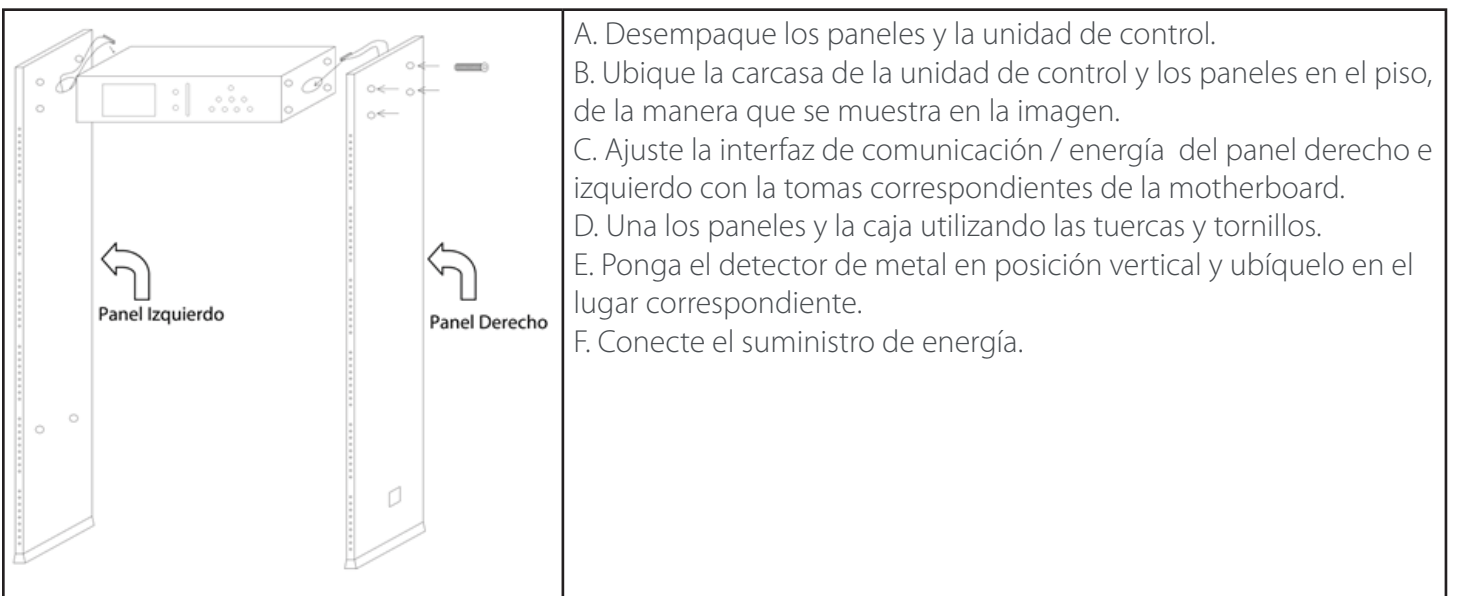 Panel Izquierdo
Panel Derecho
A. Desempaque los paneles y la unidad de control.
B. Ubique la carcasa de la unidad de control y los paneles en el piso,
de la manera que se muestra en la imagen.
C. Ajuste la interfaz de comunicación / energía  del panel derecho e
izquierdo con la tomas correspondientes de la motherboard.
D. Una los paneles y la caja utilizando las tuercas y tornillos.
E. Ponga el detector de metal en posición vertical y ubíquelo en el
lugar correspondiente.
F. Conecte el suministro de energía.